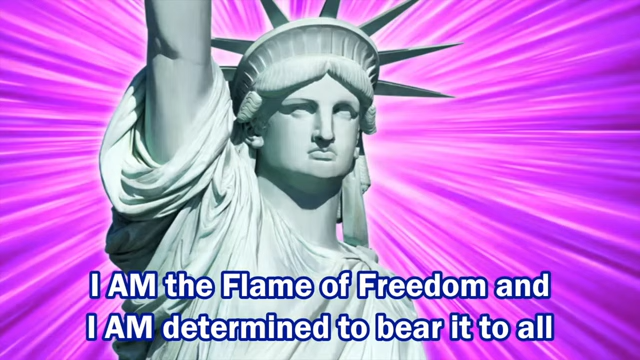 I AM the Flame of Freedom and
I AM determined to bear it to all